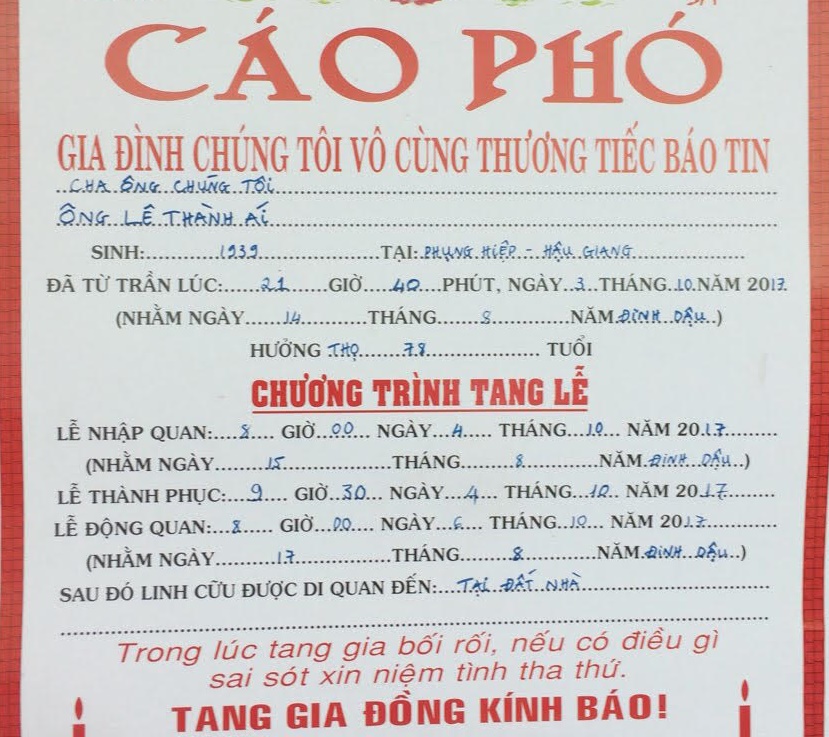 CÁO PHÓ
GIA ĐÌNH CHÚNG TÔI VÔ CÙNG THƯƠNG TIẾC BÁO TIN
CHA ÔNG CHÚNG TÔI
ÔNG LÊ THÀNH ÁI
SINH: 1939 TẠI: PHỤNG HIỆP - HẬU GIANG
ĐÃ TỪ TRẦN LÚC: 21 GIỜ 40 PHÚT, NGÀY 3 THÁNG 10 NĂM 2017
(NHẰM NGÀY 14 THÁNG 8 NĂM ĐINH DẬU)
HƯỞNG THỌ 78 TUỔI
CHƯƠNG TRÌNH TANG LỄ
LỄ NHẬP QUAN: 8 GIỜ 00 NGÀY 4 THÁNG 10 NĂM 2017
(NHẰM NGÀY 15 THÁNG 8 NĂM ĐINH DẬU)
LỄ THÀNH PHỤC: 9 GIỜ 30 NGÀY 4 THÁNG 10 NĂM 2017
LỄ ĐỘNG QUAN: 8 GIỜ 00 NGÀY 6 THÁNG 10 NĂM 2017
(NHẰM NGÀY 17 THÁNG 8 NĂM ĐINH DẬU)
SAU ĐÓ LINH CỮU ĐƯỢC DI QUAN ĐẾN: TẠI ĐẤT NHÀ
Trong lúc tang gia bối rối, nếu có điều gì
sai sót xin niệm tình tha thứ.
TANG GIA ĐỒNG KÍNH BÁO!